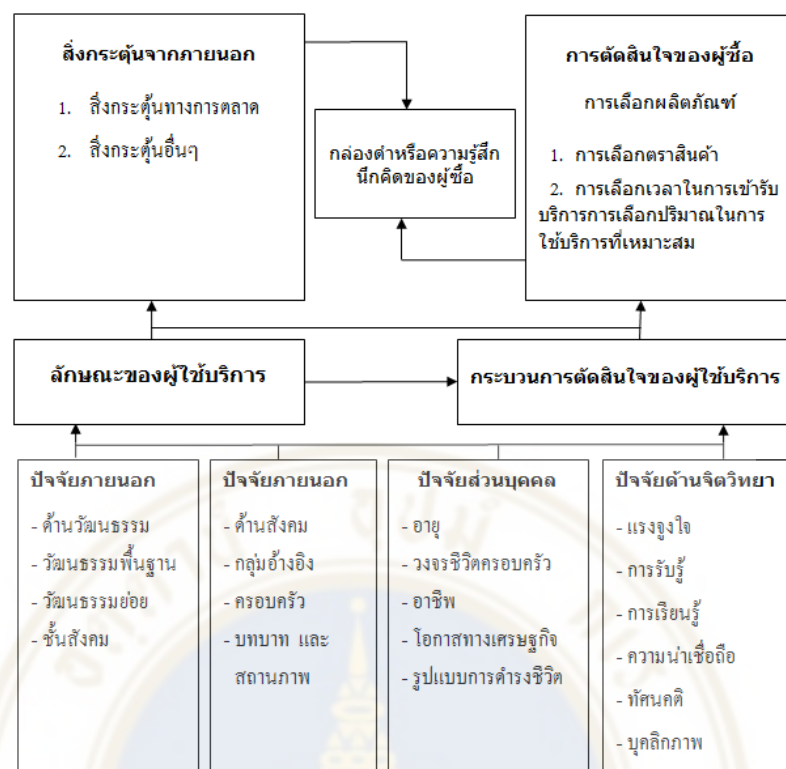 สิ่งกระตุ้นจากภายนอก
1. สิ่งกระตุ้นทางการตลาด
2. สิ่งกระตุ้นอื่นๆ
กล่องดำหรือความรู้สึก
นึกคิดของผู้ซื้อ
การตัดสินใจของผู้ซื้อ
การเลือกผลิตภัณฑ์
1. การเลือกตราสินค้า
2. การเลือกเวลาในการเข้ารับ
บริการการเลือกปริมาณในการ
ใช้บริการที่เหมาะสม
ลักษณะของผู้ใช้บริการ
กระบวนการตัดสินใจของผู้ใช้บริการ
ปัจจัยภายนอก
- ด้านวัฒนธรรม
- วัฒนธรรมพื้นฐาน
- วัฒนธรรมย่อย
- ชั้นสังคม
ปัจจัยภายนอก
- ด้านสังคม
- กลุ่มอ้างอิง
- ครอบครัว
- บทบาท และ
สถานภาพ
ปัจจัยส่วนบุคคล
- อายุ
- วงจรชีวิตครอบครัว
- อาชีพ
- โอกาสทางเศรษฐกิจ
- รูปแบบการดำรงชีวิต
ปัจจัยด้านจิตวิทยา
- แรงจูงใจ
- การรับรู้
- การเรียนรู้
- ความน่าเชื่อถือ
- ทัศนคติ
- บุคลิกภาพ